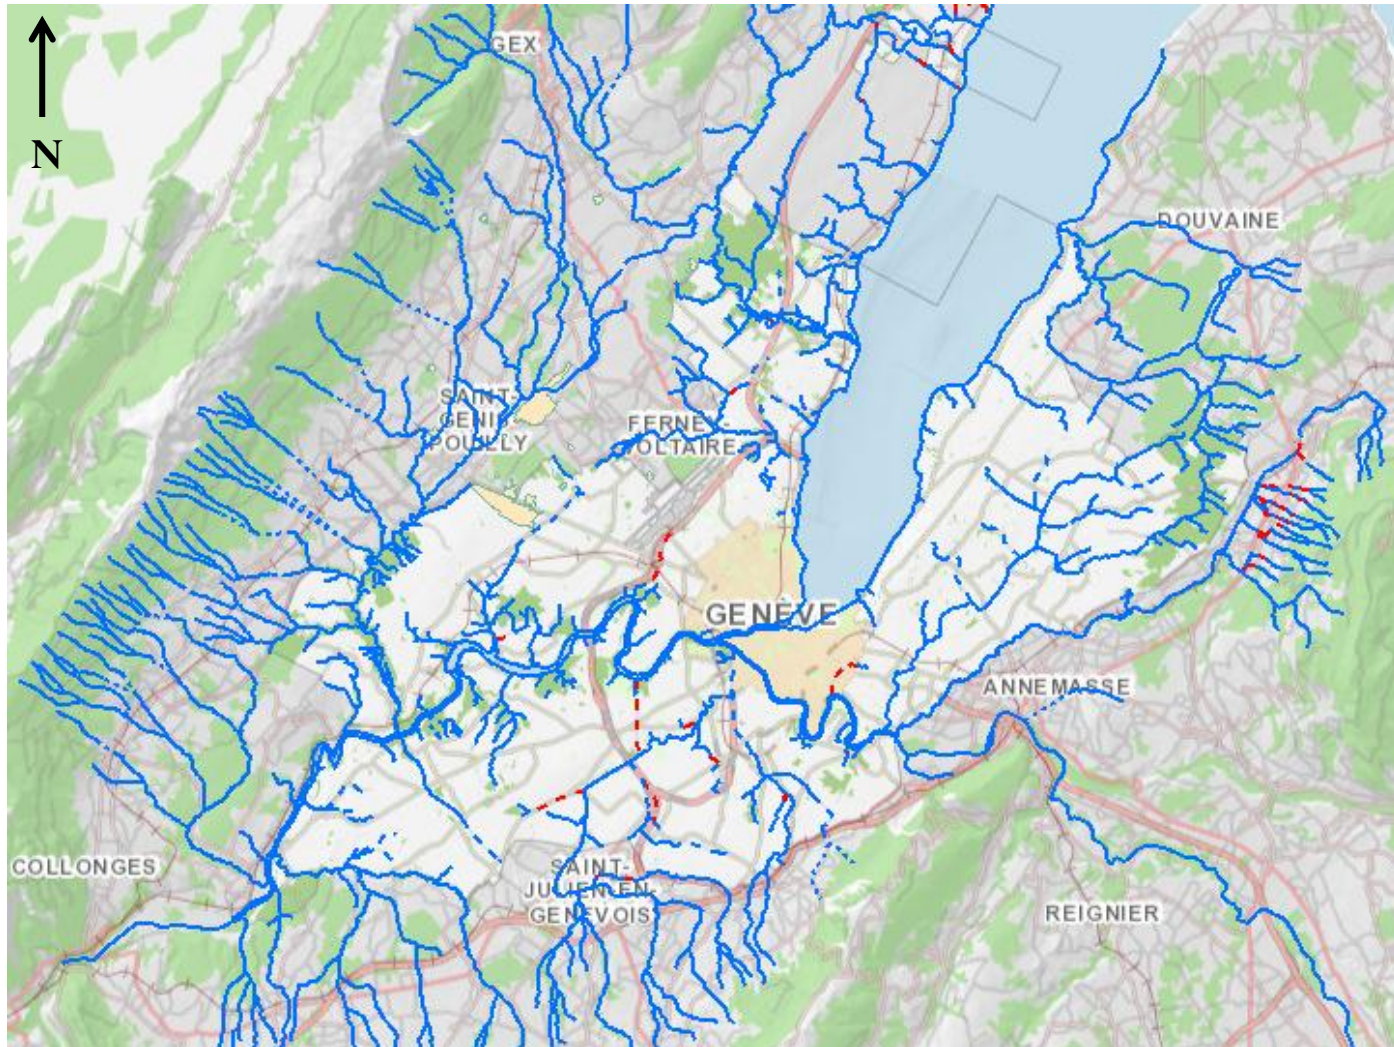 GEX
N
DOUVAINE
SAINT-
GENIS-
POUILLY
FERNEY
VOLTAIRE
GENÈVE
ANNEMASSE
COLLONGES
SAINT-
JULIEN-EN-
GENEVOIS
REIGNIER